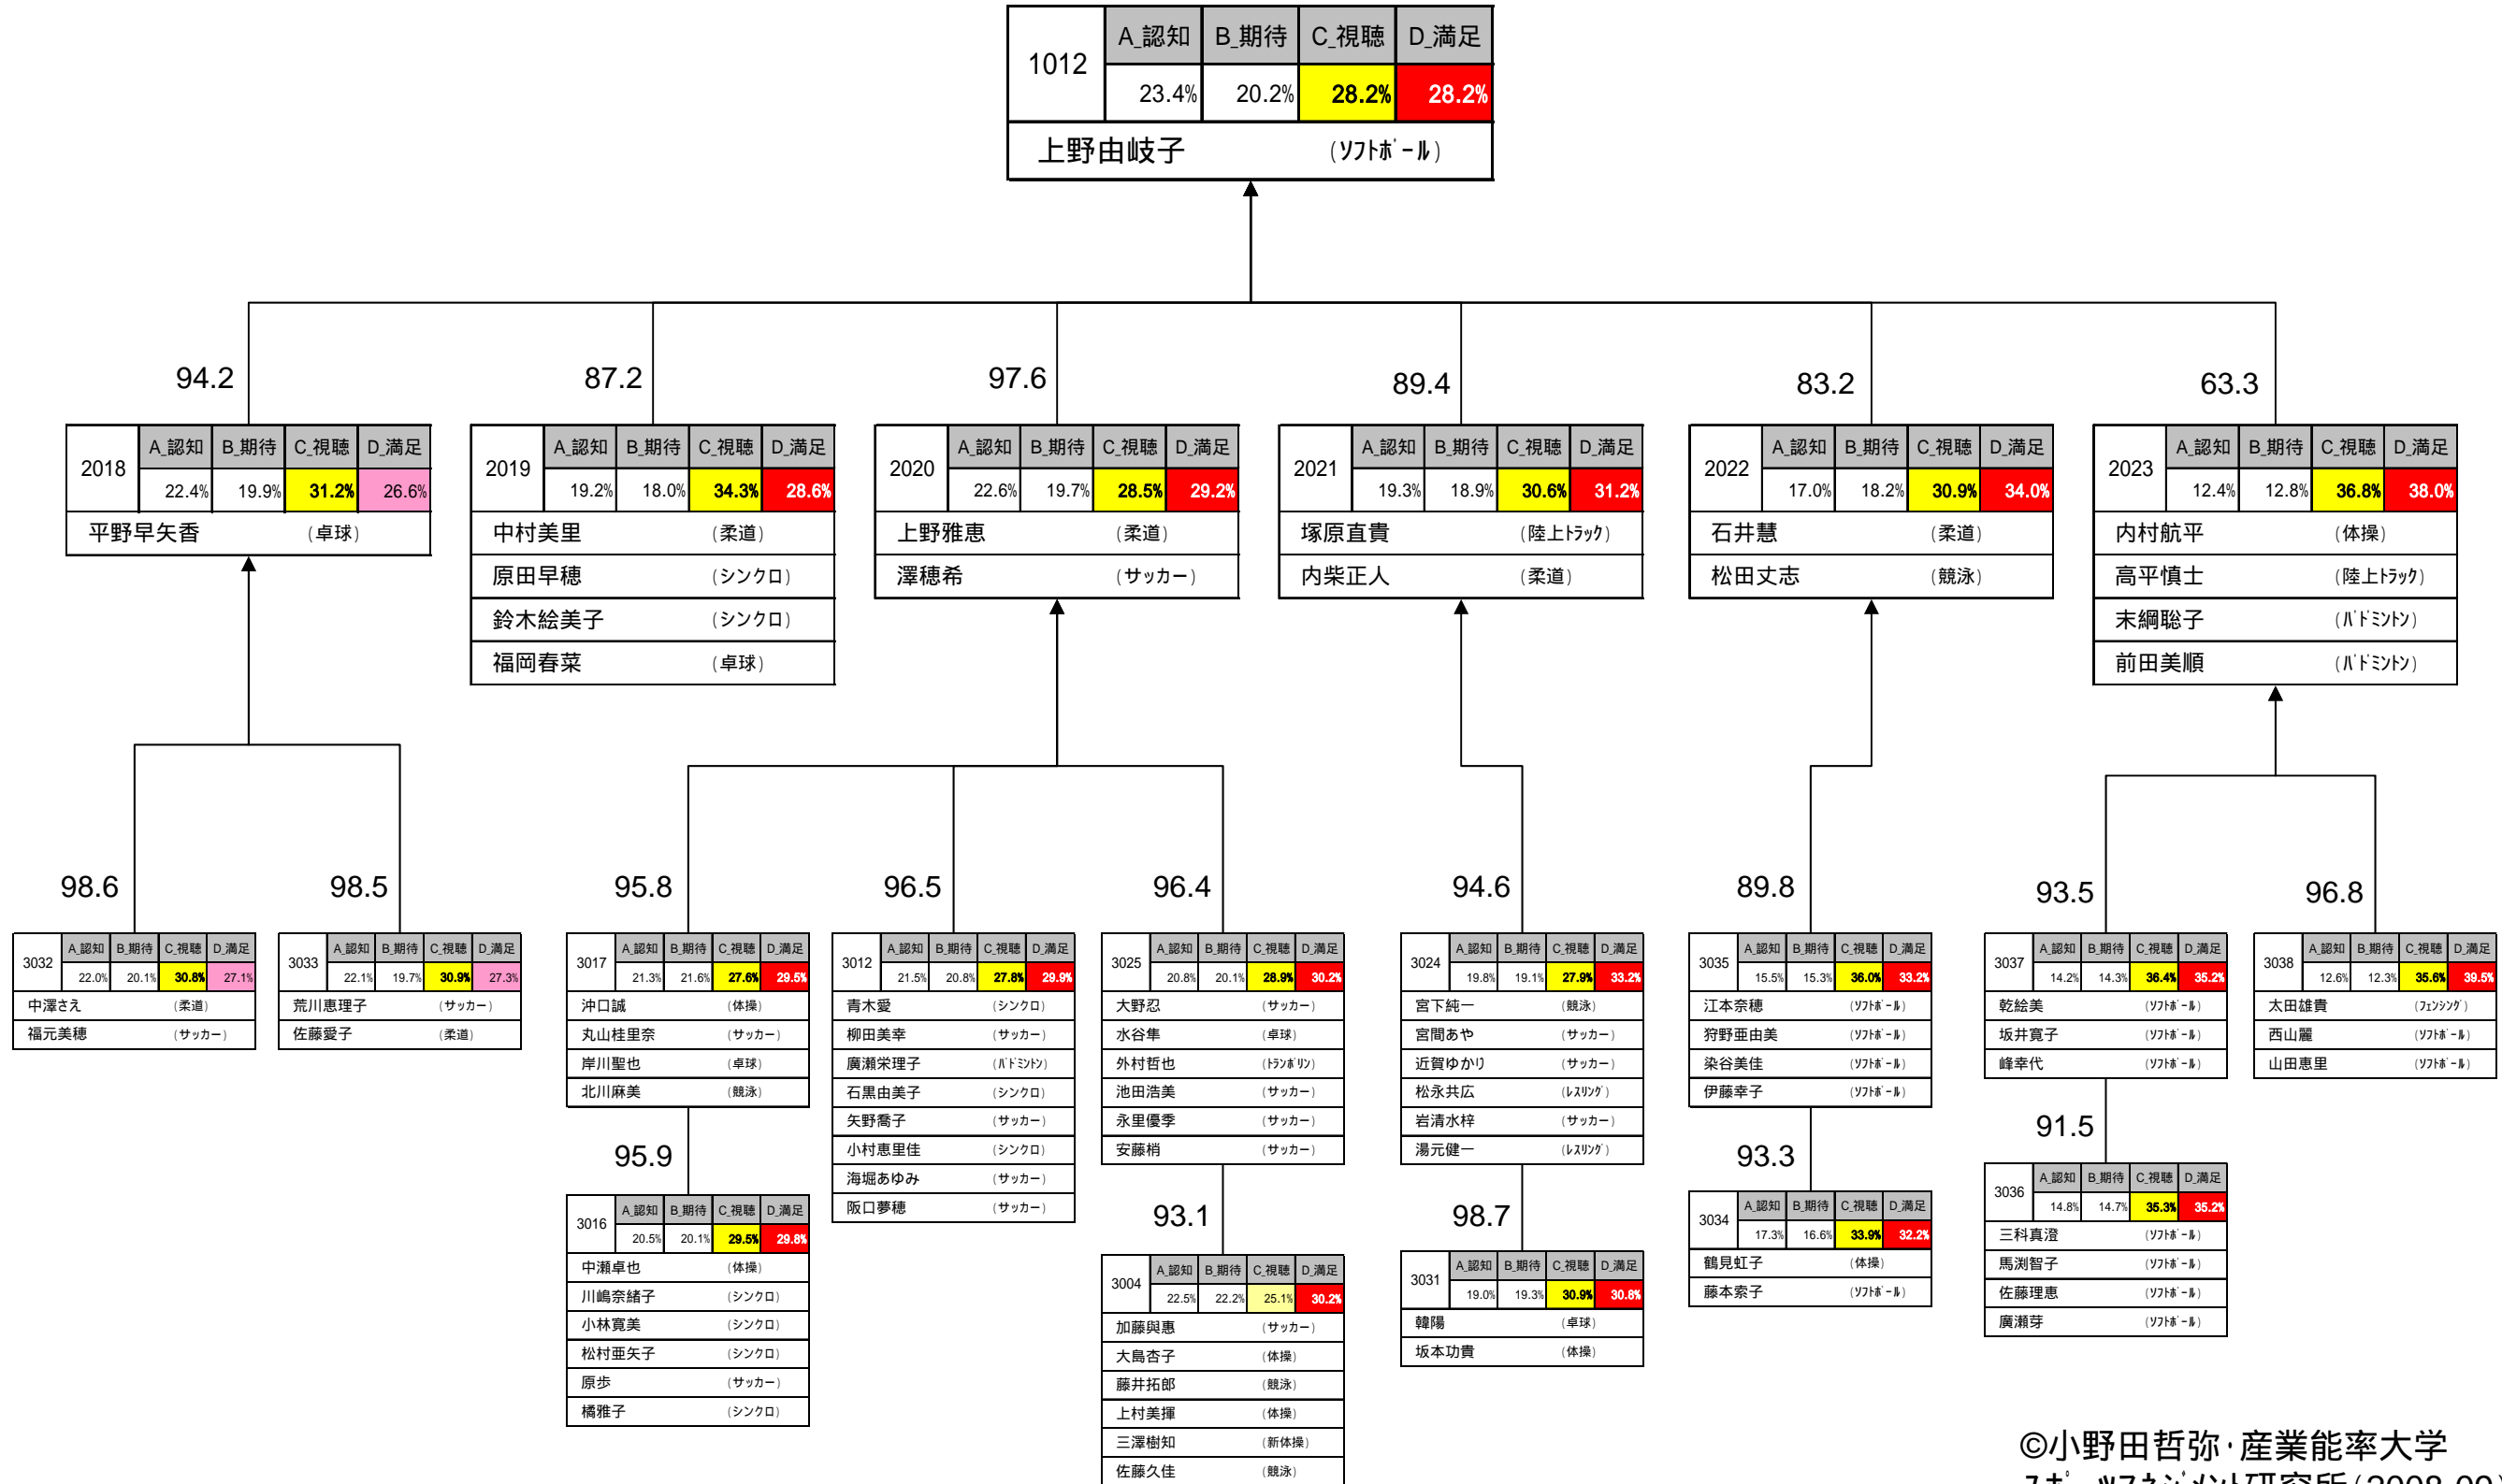 1012 A_認知 B_期待 C_視聴 D_満足
23.4% 20.2% 28.2% 28.2%
上野由岐子 (ｿﾌﾄﾎﾞｰﾙ)
94.2 87.2 97.6 89.4 83.2 63.3
2018 A_認知 B_期待 C_視聴 D_満足
22.4% 19.9% 31.2% 26.6%
平野早矢香 (卓球)
2019 A_認知 B_期待 C_視聴 D_満足
19.2% 18.0% 34.3% 28.6%
中村美里 (柔道)
原田早穂 (シンクロ)
鈴木絵美子 (シンクロ)
福岡春菜 (卓球)
2020 A_認知 B_期待 C_視聴 D_満足
22.6% 19.7% 28.5% 29.2%
上野雅恵 (柔道)
澤穂希 (サッカー)
2021 A_認知 B_期待 C_視聴 D_満足
19.3% 18.9% 30.6% 31.2%
塚原直貴 (陸上ﾄﾗｯｸ)
内柴正人 (柔道)
2022 A_認知 B_期待 C_視聴 D_満足
17.0% 18.2% 30.9% 34.0%
石井慧 (柔道)
松田丈志 (競泳)
2023 A_認知 B_期待 C_視聴 D_満足
12.4% 12.8% 36.8% 38.0%
内村航平 (体操)
高平慎士 (陸上ﾄﾗｯｸ)
末綱聡子 (ﾊﾞﾄﾞﾐﾝﾄﾝ)
前田美順 (ﾊﾞﾄﾞﾐﾝﾄﾝ)
98.6 98.5 95.8 96.5 96.4 94.6 89.8 93.5 96.8
3032 A_認知 B_期待 C_視聴 D_満足
22.0% 20.1% 30.8% 27.1%
中澤さえ (柔道)
福元美穂 (サッカー)
3033 A_認知 B_期待 C_視聴 D_満足
22.1% 19.7% 30.9% 27.3%
荒川恵理子 (サッカー)
佐藤愛子 (柔道)
3017 A_認知 B_期待 C_視聴 D_満足
21.3% 21.6% 27.6% 29.5%
沖口誠 (体操)
丸山桂里奈 (サッカー)
岸川聖也 (卓球)
北川麻美 (競泳)
95.9
3016 A_認知 B_期待 C_視聴 D_満足
20.5% 20.1% 29.5% 29.8%
中瀬卓也 (体操)
川嶋奈緒子 (シンクロ)
小林寛美 (シンクロ)
松村亜矢子 (シンクロ)
原歩 (サッカー)
橘雅子 (シンクロ)
3012 A_認知 B_期待 C_視聴 D_満足
21.5% 20.8% 27.8% 29.9%
青木愛 (シンクロ)
柳田美幸 (サッカー)
廣瀬栄理子 (ﾊﾞﾄﾞﾐﾝﾄﾝ)
石黒由美子 (シンクロ)
矢野喬子 (サッカー)
小村恵里佳 (シンクロ)
海堀あゆみ (サッカー)
阪口夢穂 (サッカー)
3025 A_認知 B_期待 C_視聴 D_満足
20.8% 20.1% 28.9% 30.2%
大野忍 (サッカー)
水谷隼 (卓球)
外村哲也 (ﾄﾗﾝﾎﾟﾘﾝ)
池田浩美 (サッカー)
永里優季 (サッカー)
安藤梢 (サッカー)
93.1
3004 A_認知 B_期待 C_視聴 D_満足
22.5% 22.2% 25.1% 30.2%
加藤與惠 (サッカー)
大島杏子 (体操)
藤井拓郎 (競泳)
上村美揮 (体操)
三澤樹知 (新体操)
佐藤久佳 (競泳)
3024 A_認知 B_期待 C_視聴 D_満足
19.8% 19.1% 27.9% 33.2%
宮下純一 (競泳)
宮間あや (サッカー)
近賀ゆかり (サッカー)
松永共広 (ﾚｽﾘﾝｸﾞ)
岩清水梓 (サッカー)
湯元健一 (ﾚｽﾘﾝｸﾞ)
98.7
3031 A_認知 B_期待 C_視聴 D_満足
19.0% 19.3% 30.9% 30.8%
韓陽 (卓球)
坂本功貴 (体操)
3035 A_認知 B_期待 C_視聴 D_満足
15.5% 15.3% 36.0% 33.2%
江本奈穂 (ｿﾌﾄﾎﾞｰﾙ)
狩野亜由美 (ｿﾌﾄﾎﾞｰﾙ)
染谷美佳 (ｿﾌﾄﾎﾞｰﾙ)
伊藤幸子 (ｿﾌﾄﾎﾞｰﾙ)
93.3
3034 A_認知 B_期待 C_視聴 D_満足
17.3% 16.6% 33.9% 32.2%
鶴見虹子 (体操)
藤本索子 (ｿﾌﾄﾎﾞｰﾙ)
3037 A_認知 B_期待 C_視聴 D_満足
14.2% 14.3% 36.4% 35.2%
乾絵美 (ｿﾌﾄﾎﾞｰﾙ)
坂井寛子 (ｿﾌﾄﾎﾞｰﾙ)
峰幸代 (ｿﾌﾄﾎﾞｰﾙ)
91.5
3036 A_認知 B_期待 C_視聴 D_満足
14.8% 14.7% 35.3% 35.2%
三科真澄 (ｿﾌﾄﾎﾞｰﾙ)
馬渕智子 (ｿﾌﾄﾎﾞｰﾙ)
佐藤理恵 (ｿﾌﾄﾎﾞｰﾙ)
廣瀬芽 (ｿﾌﾄﾎﾞｰﾙ)
3038 A_認知 B_期待 C_視聴 D_満足
12.6% 12.3% 35.6% 39.5%
太田雄貴 (ﾌｪﾝｼﾝｸﾞ)
西山麗 (ｿﾌﾄﾎﾞｰﾙ)
山田恵里 (ｿﾌﾄﾎﾞｰﾙ)
©小野田哲弥・産業能率大学
ｽﾎﾟｰﾂﾏﾈｼﾞﾒﾝﾄ研究所(2008.09)